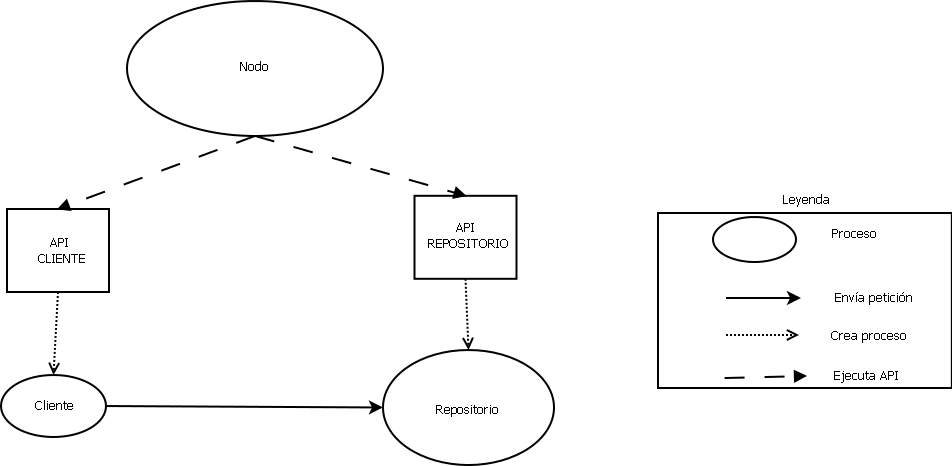 Nodo
API
CLIENTE
API
REPOSITORIO
Cliente
Repositorio
Leyenda
Proceso
Envía petición
Crea proceso
Ejecuta API